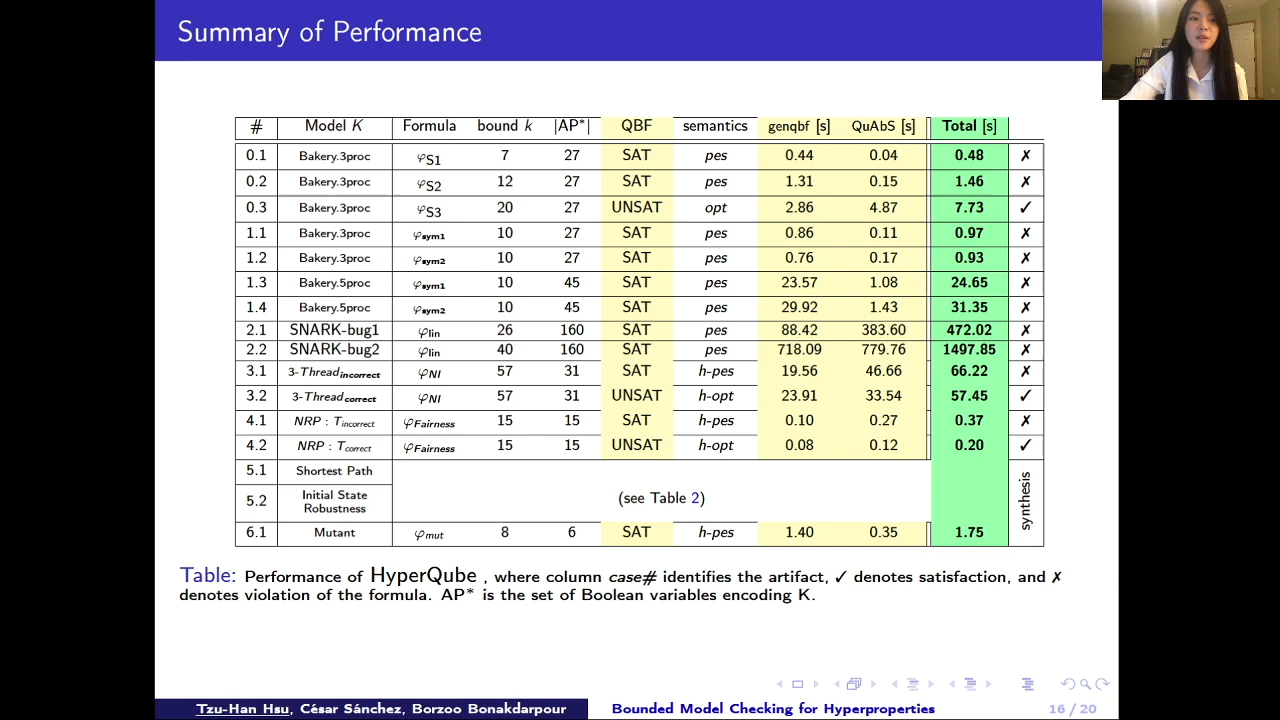 Summary of Performance
# Model K Formula bound k |AP*| QBF semantics genqbf [s] QuAbS [s] Total [s]
0.1 Bakery.3proc φS1 7 27 SAT pes 0.44 0.04 0.48 ✗
0.2 Bakery.3proc φS2 12 27 SAT pes 1.31 0.15 1.46 ✗
0.3 Bakery.3proc φS3 20 27 UNSAT opt 2.86 4.87 7.73 ✓
1.1 Bakery.3proc φsym1 10 27 SAT pes 0.86 0.11 0.97 ✗
1.2 Bakery.3proc φsym2 10 27 SAT pes 0.76 0.17 0.93 ✗
1.3 Bakery.5proc φsym1 10 45 SAT pes 23.57 1.08 24.65 ✗
1.4 Bakery.5proc φsym2 10 45 SAT pes 29.92 1.43 31.35 ✗
2.1 SNARK-bug1 φlin 26 160 SAT pes 88.42 383.60 472.02 ✗
2.2 SNARK-bug2 φlin 40 160 SAT pes 718.09 779.76 1497.85 ✗
3.1 3-Threadincorrect φNI 57 31 SAT h-pes 19.56 46.66 66.22 ✗
3.2 3-Threadcorrect φNI 57 31 UNSAT h-opt 23.91 33.54 57.45 ✓
4.1 NRP : Tincorrect φFairness 15 15 SAT h-pes 0.10 0.27 0.37 ✗
4.2 NRP : Tcorrect φFairness 15 15 UNSAT h-opt 0.08 0.12 0.20 ✓
5.1 Shortest Path
5.2 Initial State
Robustness
(see Table 2)
synthesis
6.1 Mutant φmut 8 6 SAT h-pes 1.40 0.35 1.75
Table: Performance of HyperQube , where column case# identifies the artifact, ✓ denotes satisfaction, and ✗
denotes violation of the formula. AP* is the set of Boolean variables encoding K.
Tzu-Han Hsu, César Sánchez, Borzoo Bonakdarpour Bounded Model Checking for Hyperproperties 16 / 20